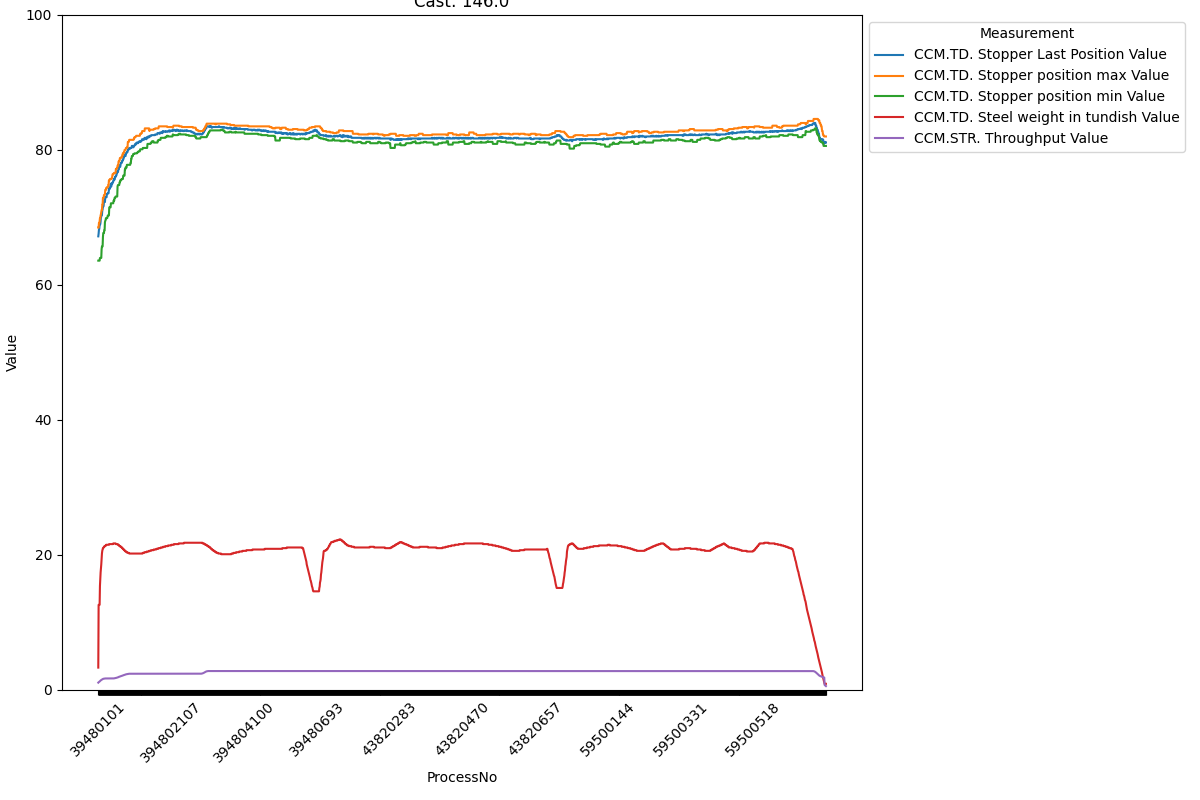 Cast: 146.0
100
80
60
40
20
0
Value
39480101
394802107
394804100
39480693
43820283
43820470
43820657
59500144
59500331
59500518
ProcessNo
Measurement
CCM.TD. Stopper Last Position Value
CCM.TD. Stopper position max Value
CCM.TD. Stopper position min Value
CCM.TD. Steel weight in tundish Value
CCM.STR. Throughput Value